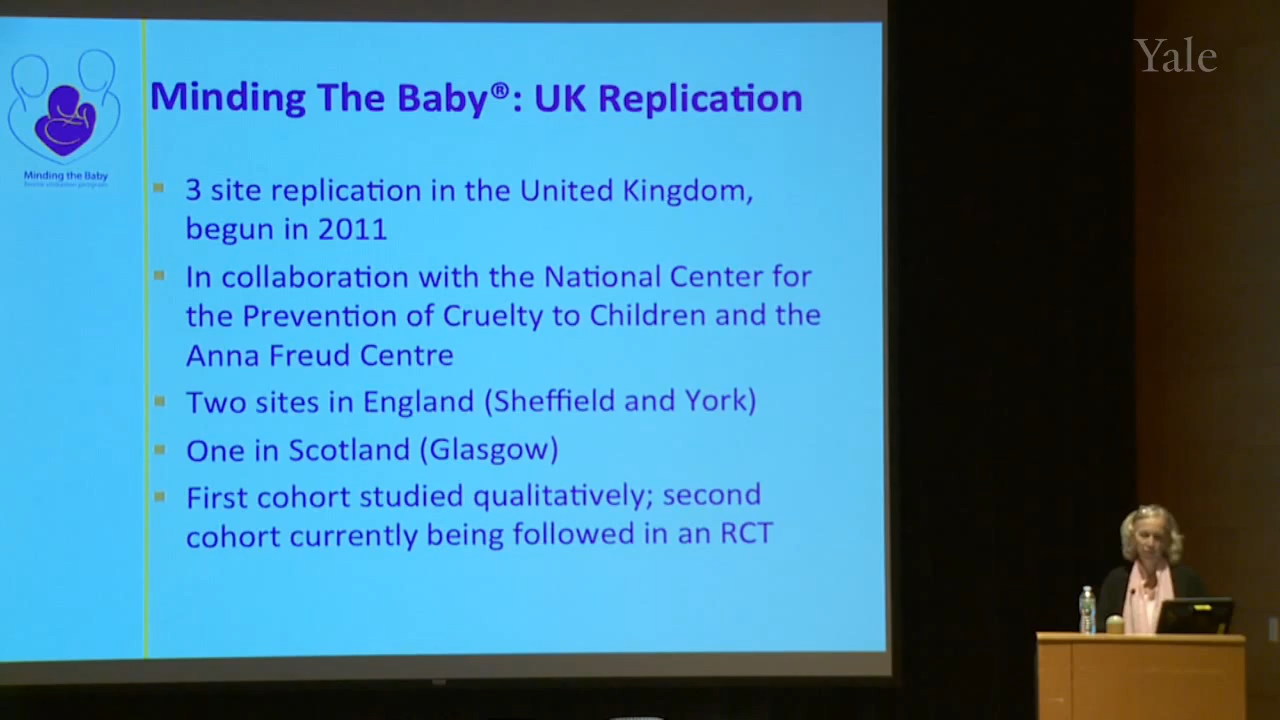 Yale
Minding The Baby®: UK Replication
Minding the Baby
home visitation program
3 site replication in the United Kingdom,
begun in 2011
In collaboration with the National Center for
the Prevention of Cruelty to Children and the
Anna Freud Centre
Two sites in England (Sheffield and York)
One in Scotland (Glasgow)
First cohort studied qualitatively; second
cohort currently being followed in an RCT